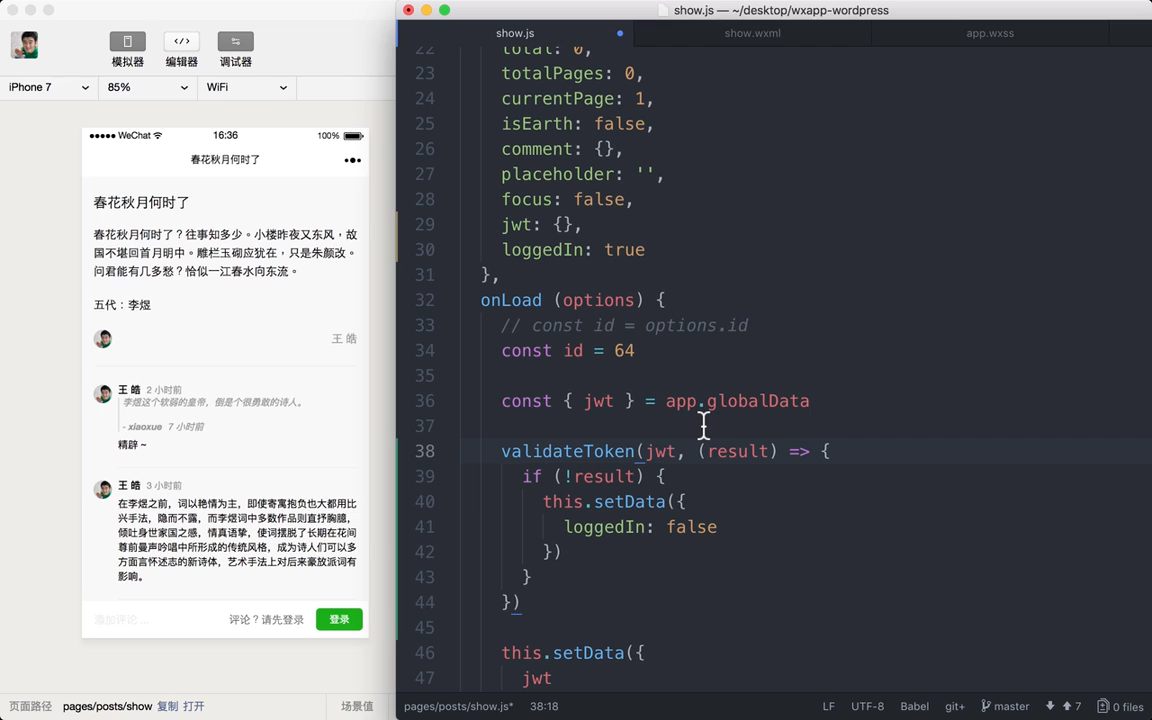 show.js — ~/desktop/wxapp-wordpress
模拟器
编辑器
调试器
iPhone 7
85%
WiFi
WeChat
16:36
100%
春花秋月何时了
春花秋月何时了
春花秋月何时了？往事知多少。小楼昨夜又东风，故
国不堪回首月明中。雕栏玉砌应犹在，只是朱颜改。
问君能有几多愁？恰似一江春水向东流。
五代：李煜
王 皓
王 皓 2 小时前
李煜这个软弱的皇帝，倒是个很勇敢的诗人。
- xiaoxue 7 小时前
精辟 ~
王 皓 3 小时前
在李煜之前，词以艳情为主，即使寄寓抱负也大都用比
兴手法，隐而不露，而李煜词中多数作品则直抒胸臆，
倾吐身世家国之感，情真语挚，使词摆脱了长期在花间
尊前曼声吟唱中所形成的传统风格，成为诗人们可以多
方面言怀述志的新诗体，艺术手法上对后来豪放派词有
影响。
添加评论 ...
评论？请先登录
登录
页面路径 pages/posts/show 复制 打开
场景值
show.js
show.wxml
app.wxss
22 total: 0,
23 totalPages: 0,
24 currentPage: 1,
25 isEarth: false,
26 comment: {},
27 placeholder: '',
28 focus: false,
29 jwt: {},
30 loggedIn: true
31 },
32 onLoad (options) {
33 // const id = options.id
34 const id = 64
35
36 const { jwt } = app.globalData
37
38 validateToken(jwt, (result) => {
39 if (!result) {
40 this.setData({
41 loggedIn: false
42 })
43 }
44 })
45
46 this.setData({
47 jwt
pages/posts/show.js* 38:18
LF UTF-8 Babel git+ master 7 0 files